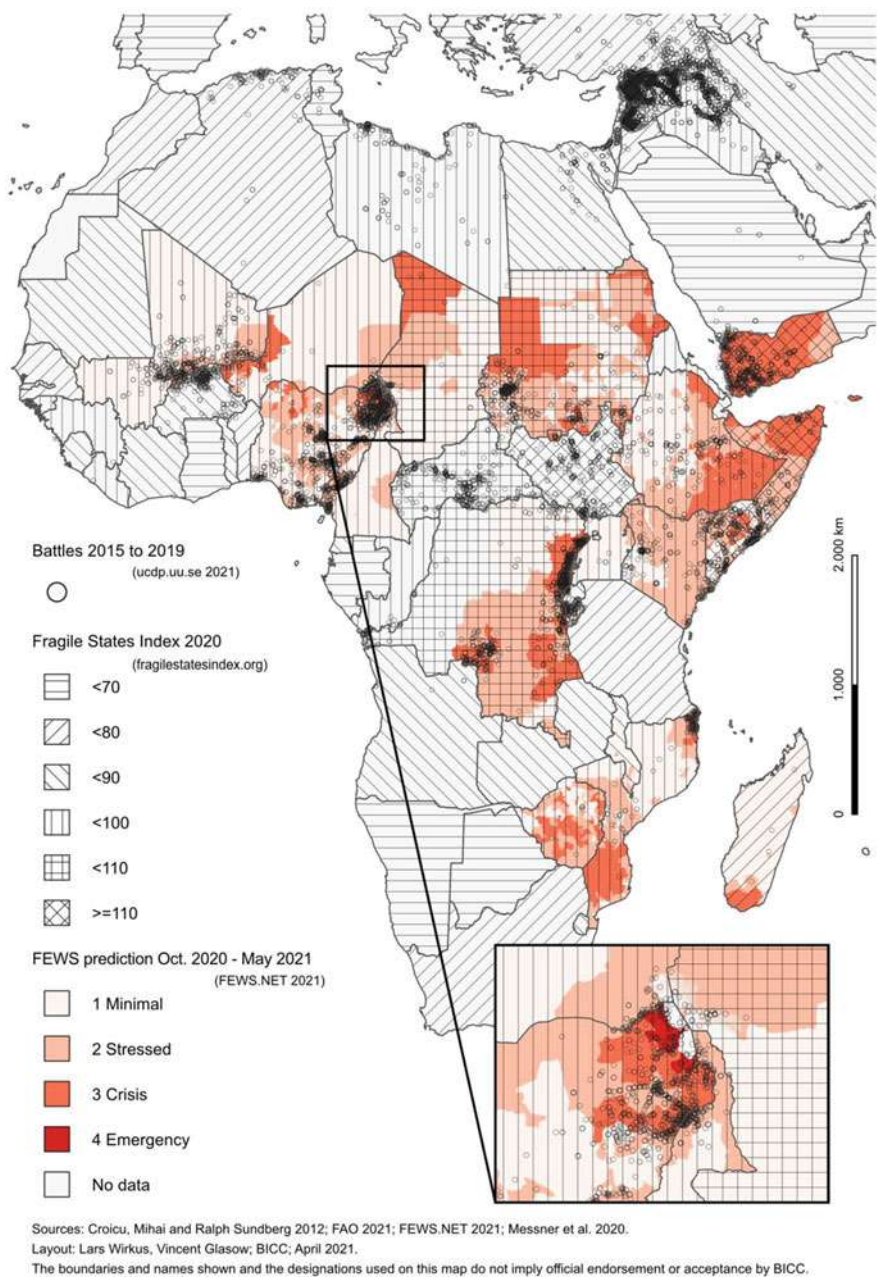 Battles 2015 to 2019
(ucdp.uu.se 2021)
Fragile States Index 2020
(fragilestatesindex.org)
<70
<80
<90
<100
<110
>=110
FEWS prediction Oct. 2020 - May 2021
(FEWS.NET 2021)
1 Minimal
2 Stressed
3 Crisis
4 Emergency
No data
2.000 km
1.000
0
Sources: Croicu, Mihai and Ralph Sundberg 2012; FAO 2021; FEWS.NET 2021; Messner et al. 2020.
Layout: Lars Wirkus, Vincent Glasow; BICC; April 2021.
The boundaries and names shown and the designations used on this map do not imply official endorsement or acceptance by BICC.